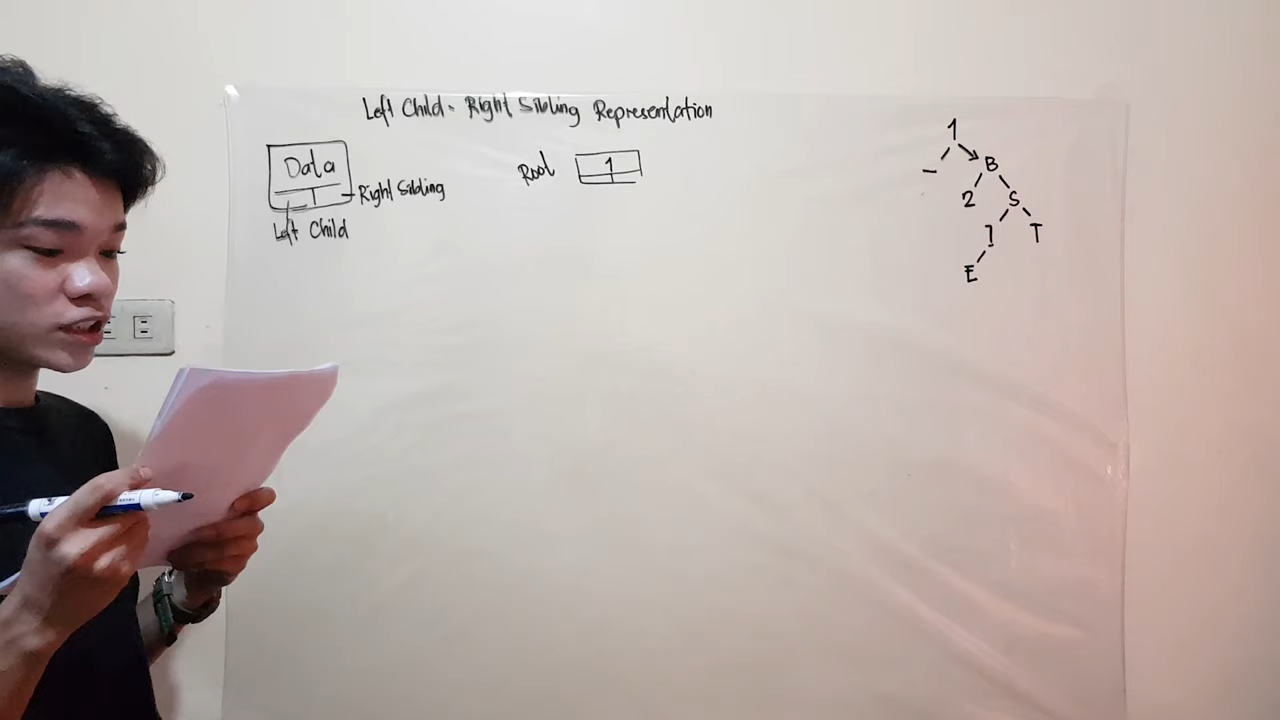 Left Child - Right Sibling Representation
Data
Right Sibling
Left Child
Root
1
1
- B
2 S
] T
E